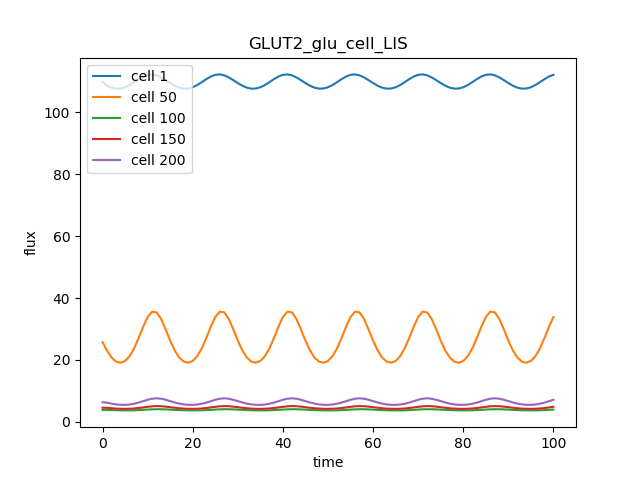 GLUT2_glu_cell_LIS
cell 1
cell 50
cell 100
cell 150
cell 200
100
80
60
40
20
0
flux
0 20 40 60 80 100
time